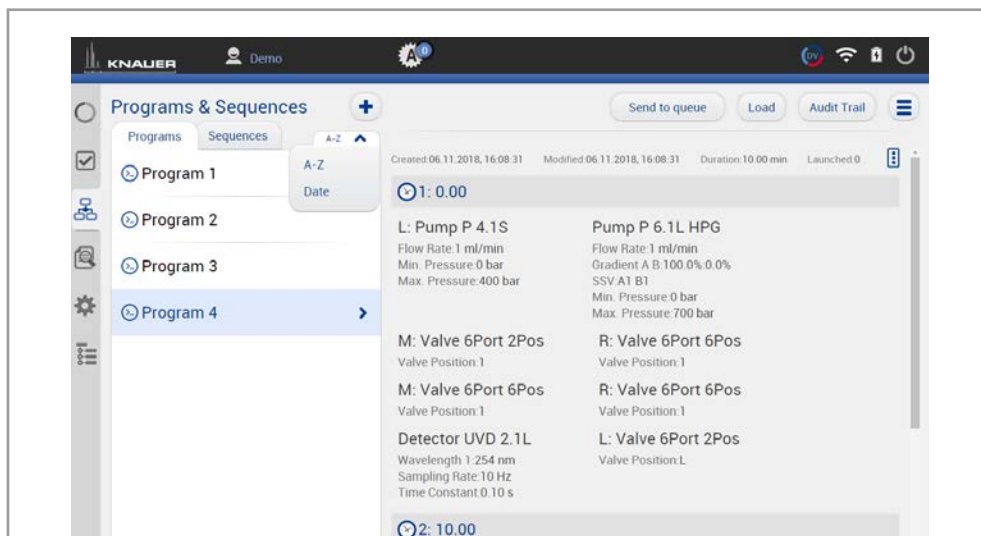 KNAUER
Demo
A 0
DV
Programs & Sequences
Send to queue
Load
Audit Trail
Programs
Sequences
A-Z
A-Z
Date
Program 1
Program 2
Program 3
Program 4
Created:06.11.2018, 16:08:31 Modified:06.11.2018, 16:08:31 Duration:10.00 min Launched:0
1: 0.00
L: Pump P 4.1S
Flow Rate:1 ml/min
Min. Pressure:0 bar
Max. Pressure:400 bar
Pump P 6.1L HPG
Flow Rate:1 ml/min
Gradient A B:100.0%:0.0%
SSV:A1 B1
Min. Pressure:0 bar
Max. Pressure:700 bar
M: Valve 6Port 2Pos
Valve Position:1
R: Valve 6Port 6Pos
Valve Position:1
M: Valve 6Port 6Pos
Valve Position:1
R: Valve 6Port 6Pos
Valve Position:1
Detector UVD 2.1L
Wavelength 1:254 nm
Sampling Rate:10 Hz
Time Constant:0.10 s
L: Valve 6Port 2Pos
Valve Position:L
2: 10.00